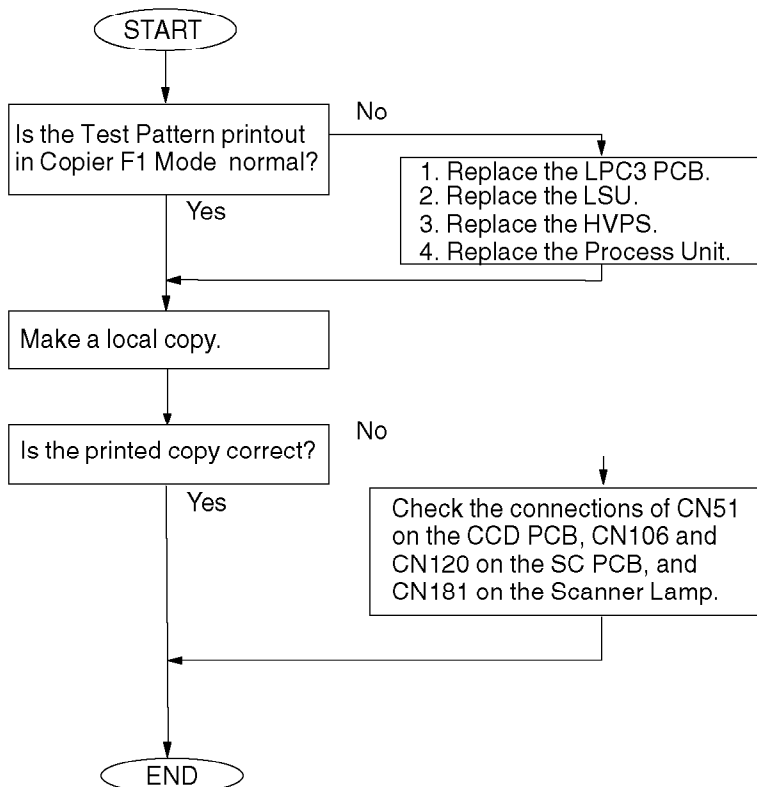 START
Is the Test Pattern printout
in Copier F1 Mode normal?
No
Yes
1. Replace the LPC3 PCB.
2. Replace the LSU.
3. Replace the HVPS.
4. Replace the Process Unit.
Make a local copy.
Is the printed copy correct?
No
Yes
Check the connections of CN51
on the CCD PCB, CN106 and
CN120 on the SC PCB, and
CN181 on the Scanner Lamp.
END